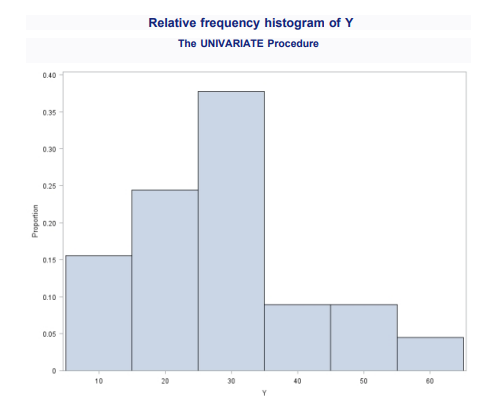 Relative frequency histogram of Y
The UNIVARIATE Procedure
0.40
0.35
0.30
0.25
0.20
0.15
0.10
0.05
0
Proportion
10 20 30 40 50 60
Y